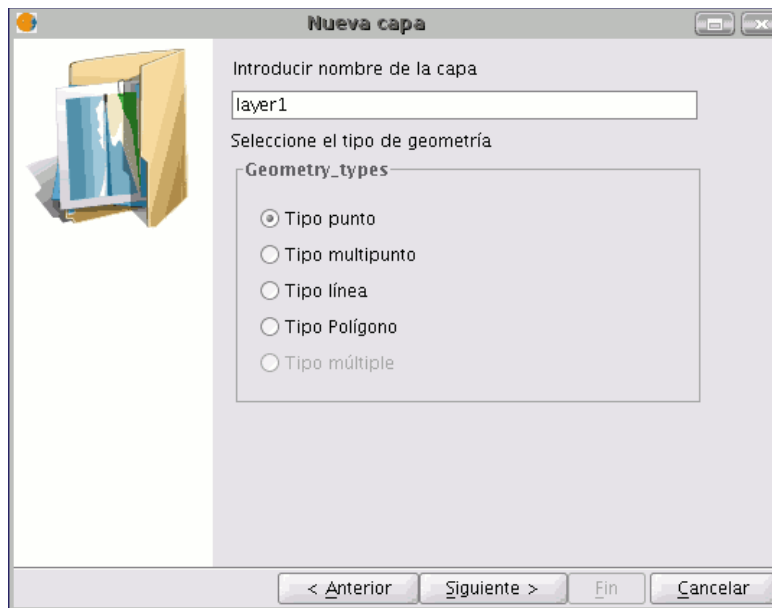 Nueva capa
Introducir nombre de la capa
layer1
Seleccione el tipo de geometría
Geometry_types
Tipo punto
Tipo multipunto
Tipo línea
Tipo Polígono
Tipo múltiple
< Anterior
Siguiente >
Fin
Cancelar